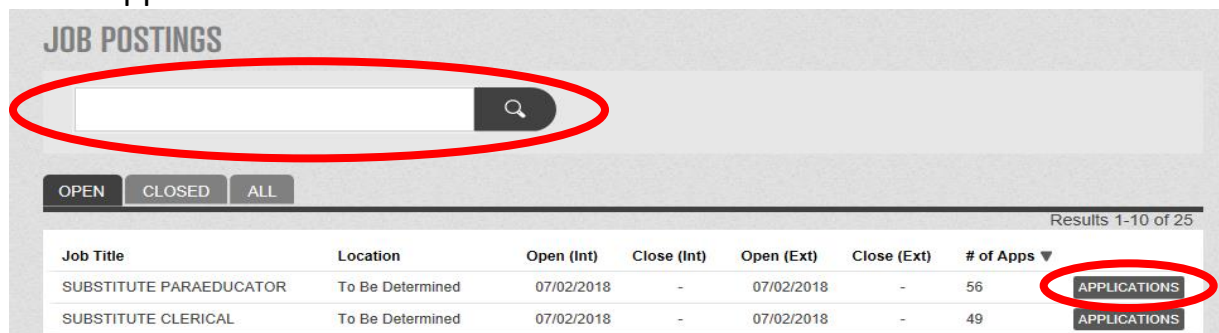 JOB POSTINGS
OPEN CLOSED ALL
Results 1-10 of 25
Job Title Location Open (Int) Close (Int) Open (Ext) Close (Ext) # of Apps ▼
SUBSTITUTE PARAEDUCATOR To Be Determined 07/02/2018 - 07/02/2018 - 56 APPLICATIONS
SUBSTITUTE CLERICAL To Be Determined 07/02/2018 - 07/02/2018 - 49 APPLICATIONS